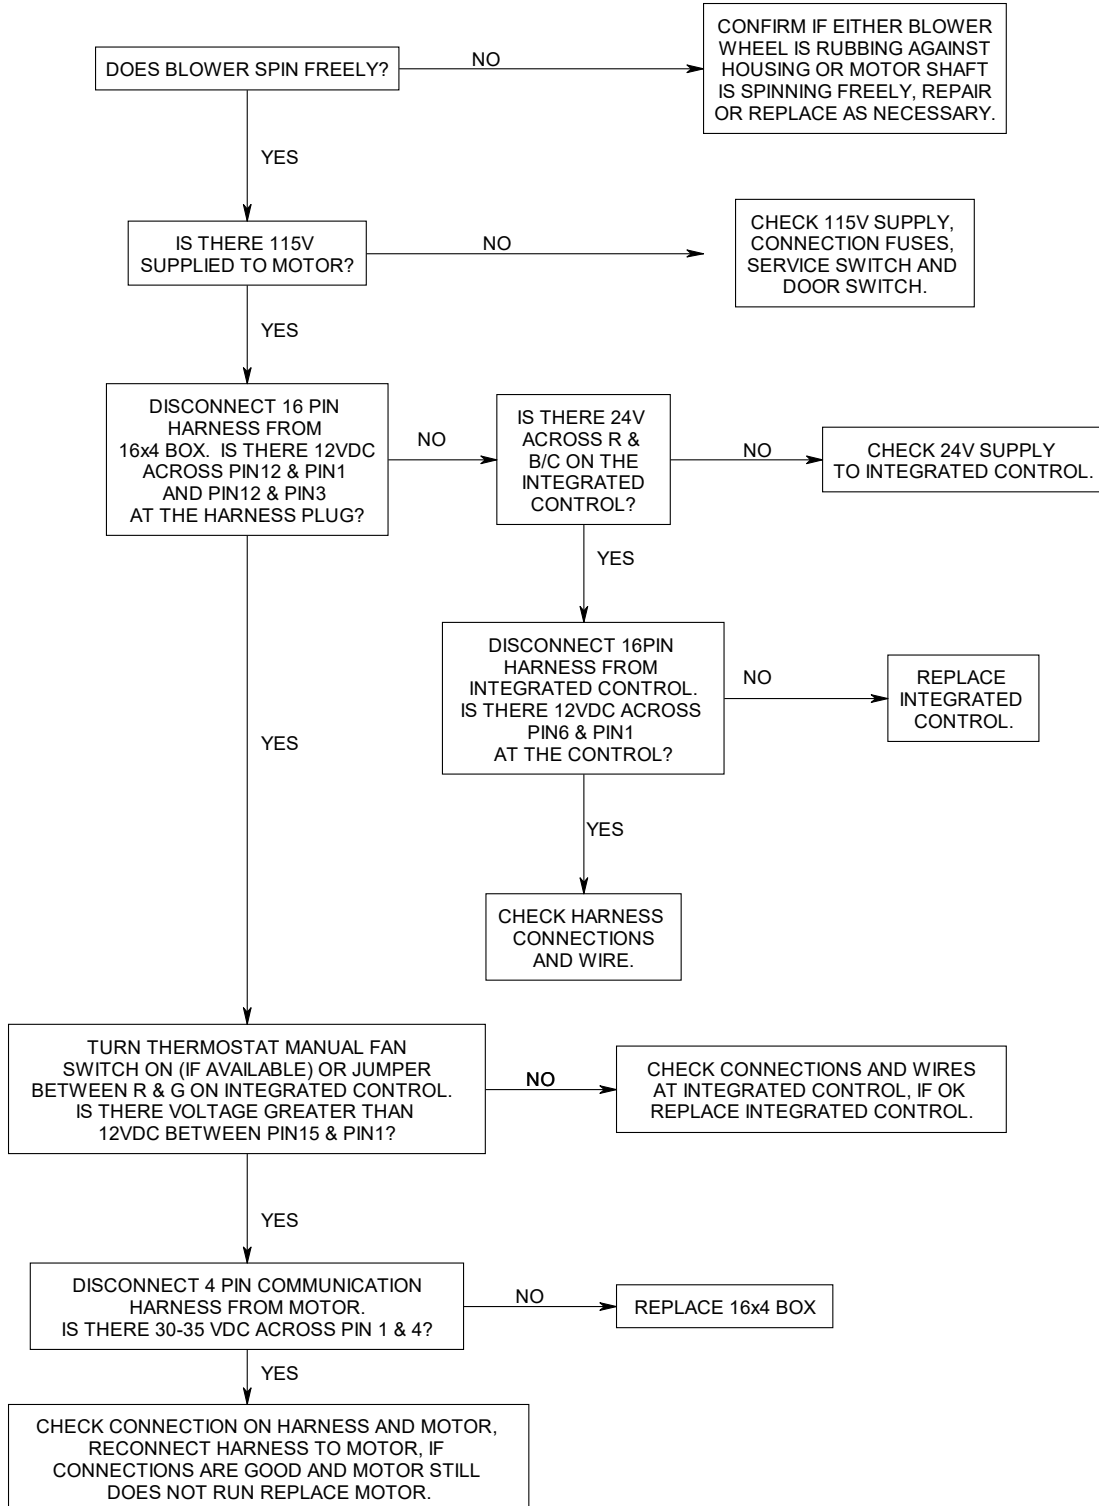 DOES BLOWER SPIN FREELY?
NO
CONFIRM IF EITHER BLOWER
WHEEL IS RUBBING AGAINST
HOUSING OR MOTOR SHAFT
IS SPINNING FREELY, REPAIR
OR REPLACE AS NECESSARY.
YES
IS THERE 115V
SUPPLIED TO MOTOR?
NO
CHECK 115V SUPPLY,
CONNECTION FUSES,
SERVICE SWITCH AND
DOOR SWITCH.
YES
DISCONNECT 16 PIN
HARNESS FROM
16x4 BOX. IS THERE 12VDC
ACROSS PIN12 & PIN1
AND PIN12 & PIN3
AT THE HARNESS PLUG?
NO
IS THERE 24V
ACROSS R &
B/C ON THE
INTEGRATED
CONTROL?
NO
CHECK 24V SUPPLY
TO INTEGRATED CONTROL.
YES
DISCONNECT 16PIN
HARNESS FROM
INTEGRATED CONTROL.
IS THERE 12VDC ACROSS
PIN6 & PIN1
AT THE CONTROL?
NO
REPLACE
INTEGRATED
CONTROL.
YES
YES
CHECK HARNESS
CONNECTIONS
AND WIRE.
TURN THERMOSTAT MANUAL FAN
SWITCH ON (IF AVAILABLE) OR JUMPER
BETWEEN R & G ON INTEGRATED CONTROL.
IS THERE VOLTAGE GREATER THAN
12VDC BETWEEN PIN15 & PIN1?
NO
CHECK CONNECTIONS AND WIRES
AT INTEGRATED CONTROL, IF OK
REPLACE INTEGRATED CONTROL.
YES
DISCONNECT 4 PIN COMMUNICATION
HARNESS FROM MOTOR.
IS THERE 30-35 VDC ACROSS PIN 1 & 4?
NO
REPLACE 16x4 BOX
YES
CHECK CONNECTION ON HARNESS AND MOTOR,
RECONNECT HARNESS TO MOTOR, IF
CONNECTIONS ARE GOOD AND MOTOR STILL
DOES NOT RUN REPLACE MOTOR.